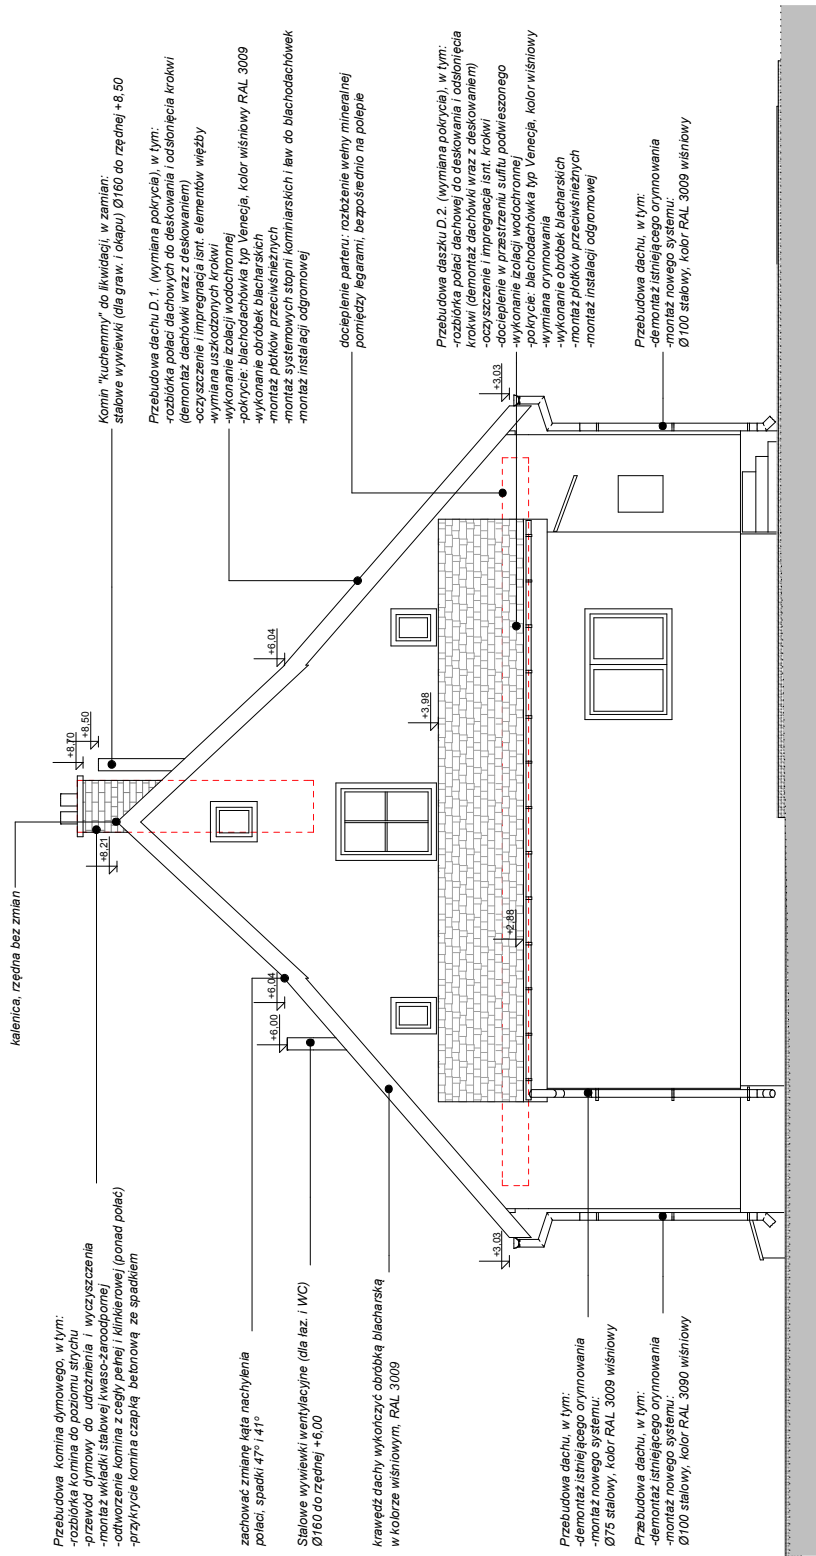 kalenica, rzędna bez zmian
Przebudowa komina dymowego, w tym:
-rozbiórka komina do poziomu strychu
-przewód dymowy do udrożnienia i wyczyszczenia
-montaż wkładki stalowej kwaso-żaroodpornej
-odtworzenie komina z cegły pełnej i klinkierowej (ponad połać)
-przykrycie komina czapką betonową ze spadkiem
zachować zmianę kąta nachylenia
połaci, spadki 47° i 41°
Stalowe wywiewki wentylacyjne (dla łaz. i WC)
Ø160 do rzędnej +6,00
krawędź dachy wykończyć obróbką blacharską
w kolorze wiśniowym, RAL 3009
Przebudowa dachu, w tym:
-demontaż istniejącego orynnowania
-montaż nowego systemu:
Ø75 stalowy, kolor RAL 3009 wiśniowy
Przebudowa dachu, w tym:
-demontaż istniejącego orynnowania
-montaż nowego systemu:
Ø100 stalowy, kolor RAL 3090 wiśniowy
Komin "kuchemmy" do likwidacji, w zamian:
stalowe wywiewki (dla graw. i okapu) Ø160 do rzędnej +8,50
Przebudowa dachu D.1. (wymiana pokrycia), w tym:
-rozbiórka połaci dachowych do deskowania i odsłonięcia krokwi
(demontaż dachówki wraz z deskowaniem)
-oczyszczenie i impregnacja isnt. elementów więźby
-wymiana uszkodzonych krokwi
-wykonanie izolacji wodochronnej
-pokrycie: blachodachówka typ Venecja, kolor wiśniowy RAL 3009
-wykonanie obróbek blacharskich
-montaż płotków przeciwśnieżnych
-montaż systemowych stopni kominiarskich i ław do blachodachówek
-montaż instalacji odgromowej
docieplenie parteru: rozłożenie wełny mineralnej
pomiędzy legarami, bezpośrednio na polepie
Przebudowa daszku D.2. (wymiana pokrycia), w tym:
-rozbiórka połaci dachowej do deskowania i odsłonięcia
krokwi (demontaż dachówki wraz z deskowaniem)
-oczyszczenie i impregnacja isnt. krokwi
-docieplenie w przestrzeniu sufitu podwieszonego
-wykonanie izolacji wodochronnej
-pokrycie: blachodachówka typ Venecja, kolor wiśniowy
-wymiana orynnowania
-wykonanie obróbek blacharskich
-montaż płotków przeciwśnieżnych
-montaż instalacji odgromowej
Przebudowa dachu, w tym:
-demontaż istniejącego orynnowania
-montaż nowego systemu:
Ø100 stalowy, kolor RAL 3009 wiśniowy
+8,70
+8,50
+8,21
+6,04
+6,04
+6,00
+3,98
+2,88
+3,03
+3,03